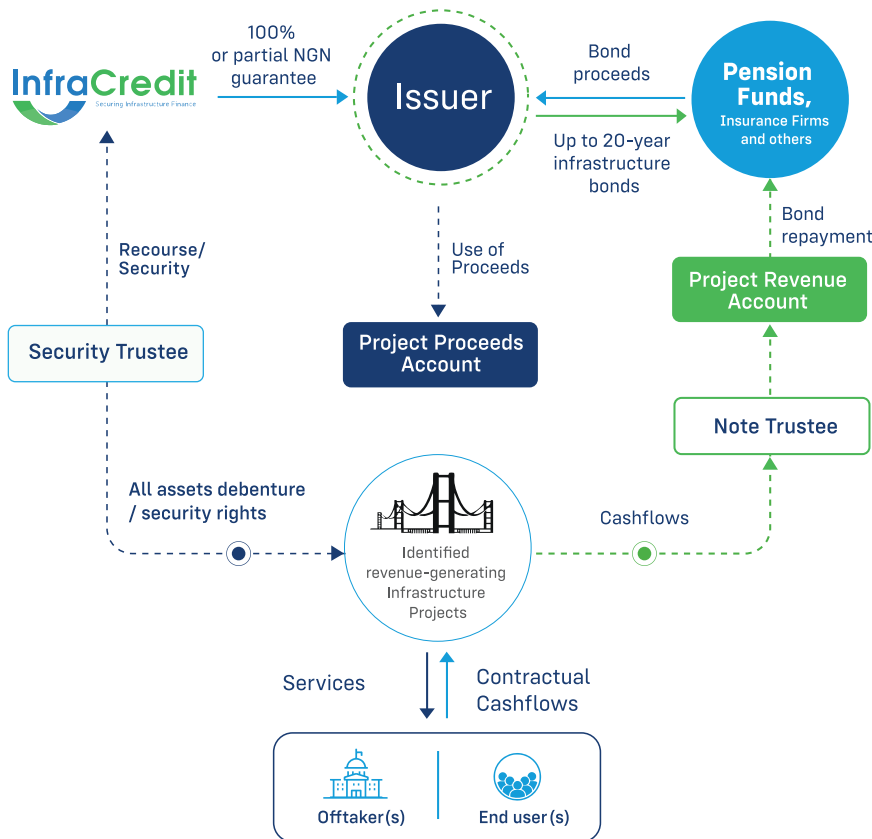 100%
or partial NGN
guarantee
InfraCredit
Securing Infrastructure Finance
Issuer
Bond
proceeds
Up to 20-year
infrastructure
bonds
Pension
Funds,
Insurance Firms
and others
Recourse/
Security
Use of
Proceeds
Bond
repayment
Project Revenue
Account
Security Trustee
Project Proceeds
Account
Note Trustee
All assets debenture
/ security rights
Identified
revenue-generating
Infrastructure
Projects
Cashflows
Services
Contractual
Cashflows
Offtaker(s)
End user(s)